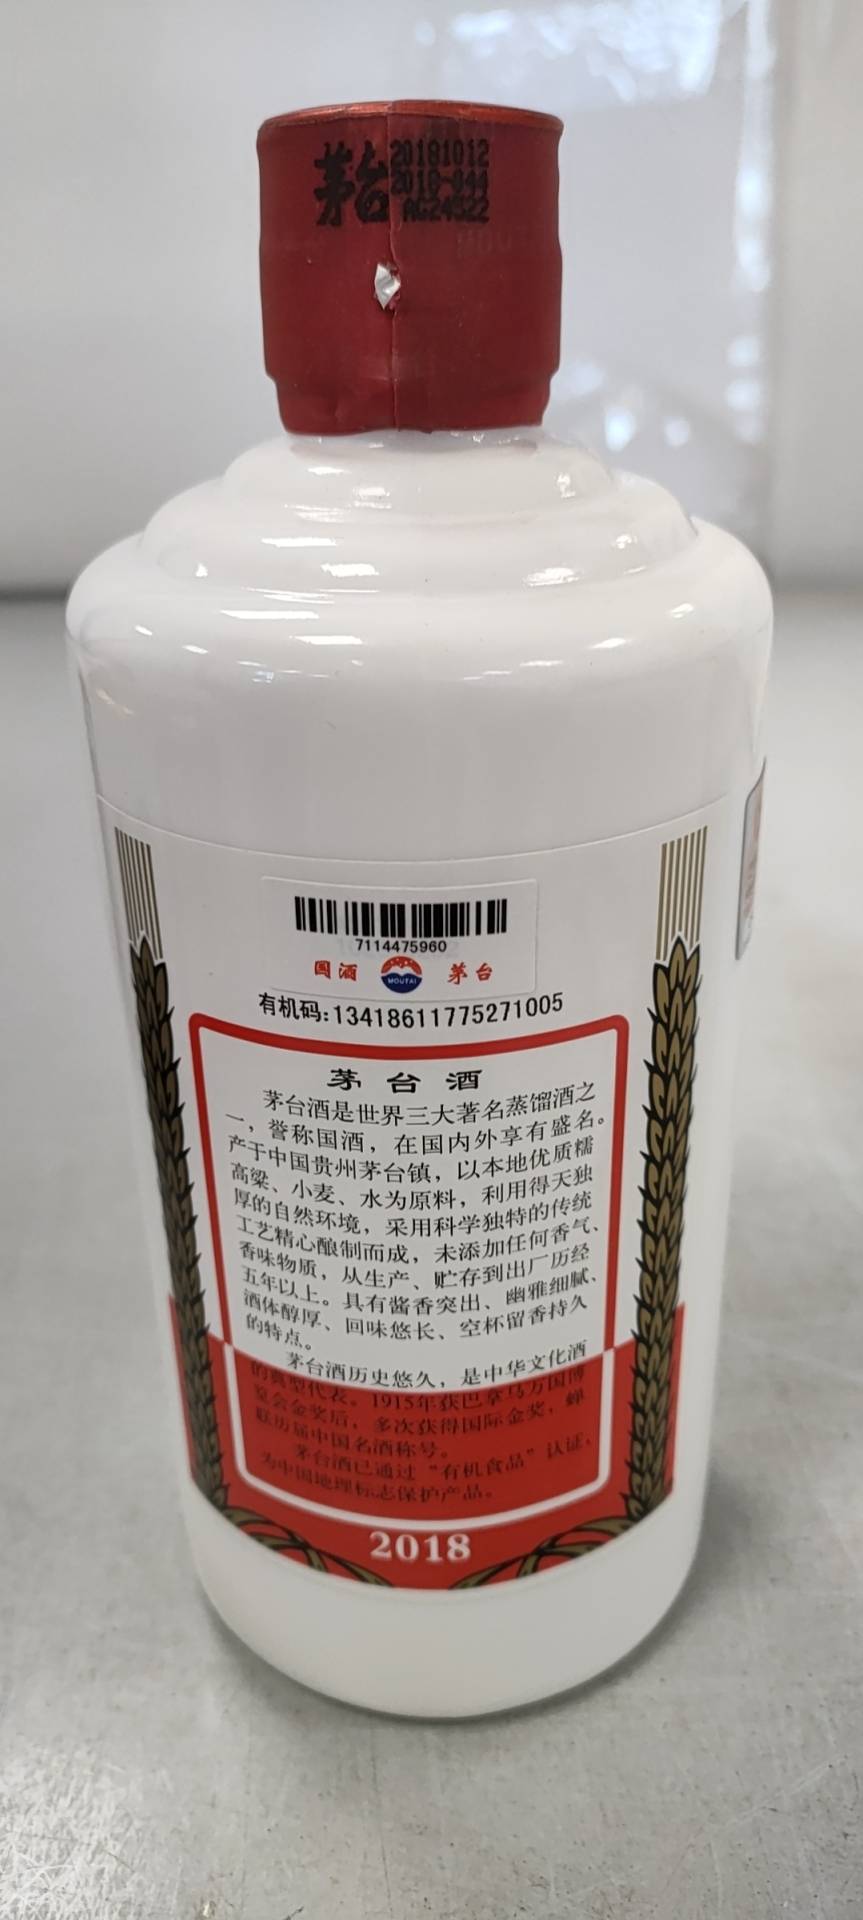 茅台
20181012
2018-044
AG24522
7114475960
国酒 MOUTAI 茅台
有机码:13418611775271005
茅台酒
茅台酒是世界三大著名蒸馏酒之
一，誉称国酒，在国内外享有盛名。
产于中国贵州茅台镇，以本地优质糯
高粱、小麦、水为原料，利用得天独
厚的自然环境，采用科学独特的传统
工艺精心酿制而成，未添加任何香气、
香味物质，从生产、贮存到出厂历经
五年以上。具有酱香突出、幽雅细腻、
酒体醇厚、回味悠长、空杯留香持久
的特点。
茅台酒历史悠久，是中华文化酒
的典型代表。1915年获巴拿马万国博
览会金奖后，多次获得国际金奖，蝉
联历届中国名酒称号。
茅台酒已通过“有机食品”认证，
为中国地理标志保护产品。
2018